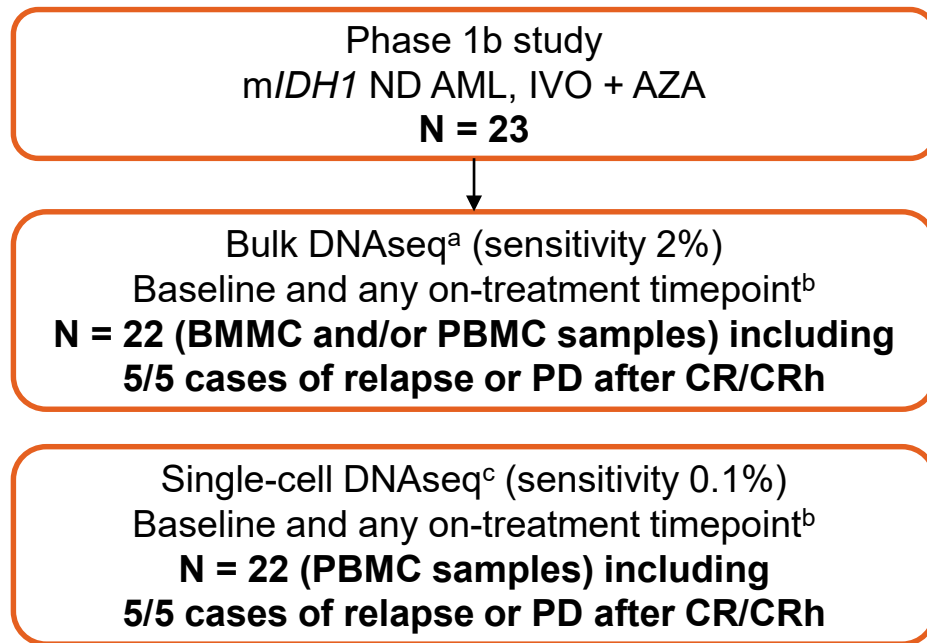 Phase 1b study
mIDH1 ND AML, IVO + AZA
N = 23
Bulk DNAseqᵃ (sensitivity 2%)
Baseline and any on-treatment timepointᵇ
N = 22 (BMMC and/or PBMC samples) including
5/5 cases of relapse or PD after CR/CRh
Single-cell DNAseqᶜ (sensitivity 0.1%)
Baseline and any on-treatment timepointᵇ
N = 22 (PBMC samples) including
5/5 cases of relapse or PD after CR/CRh